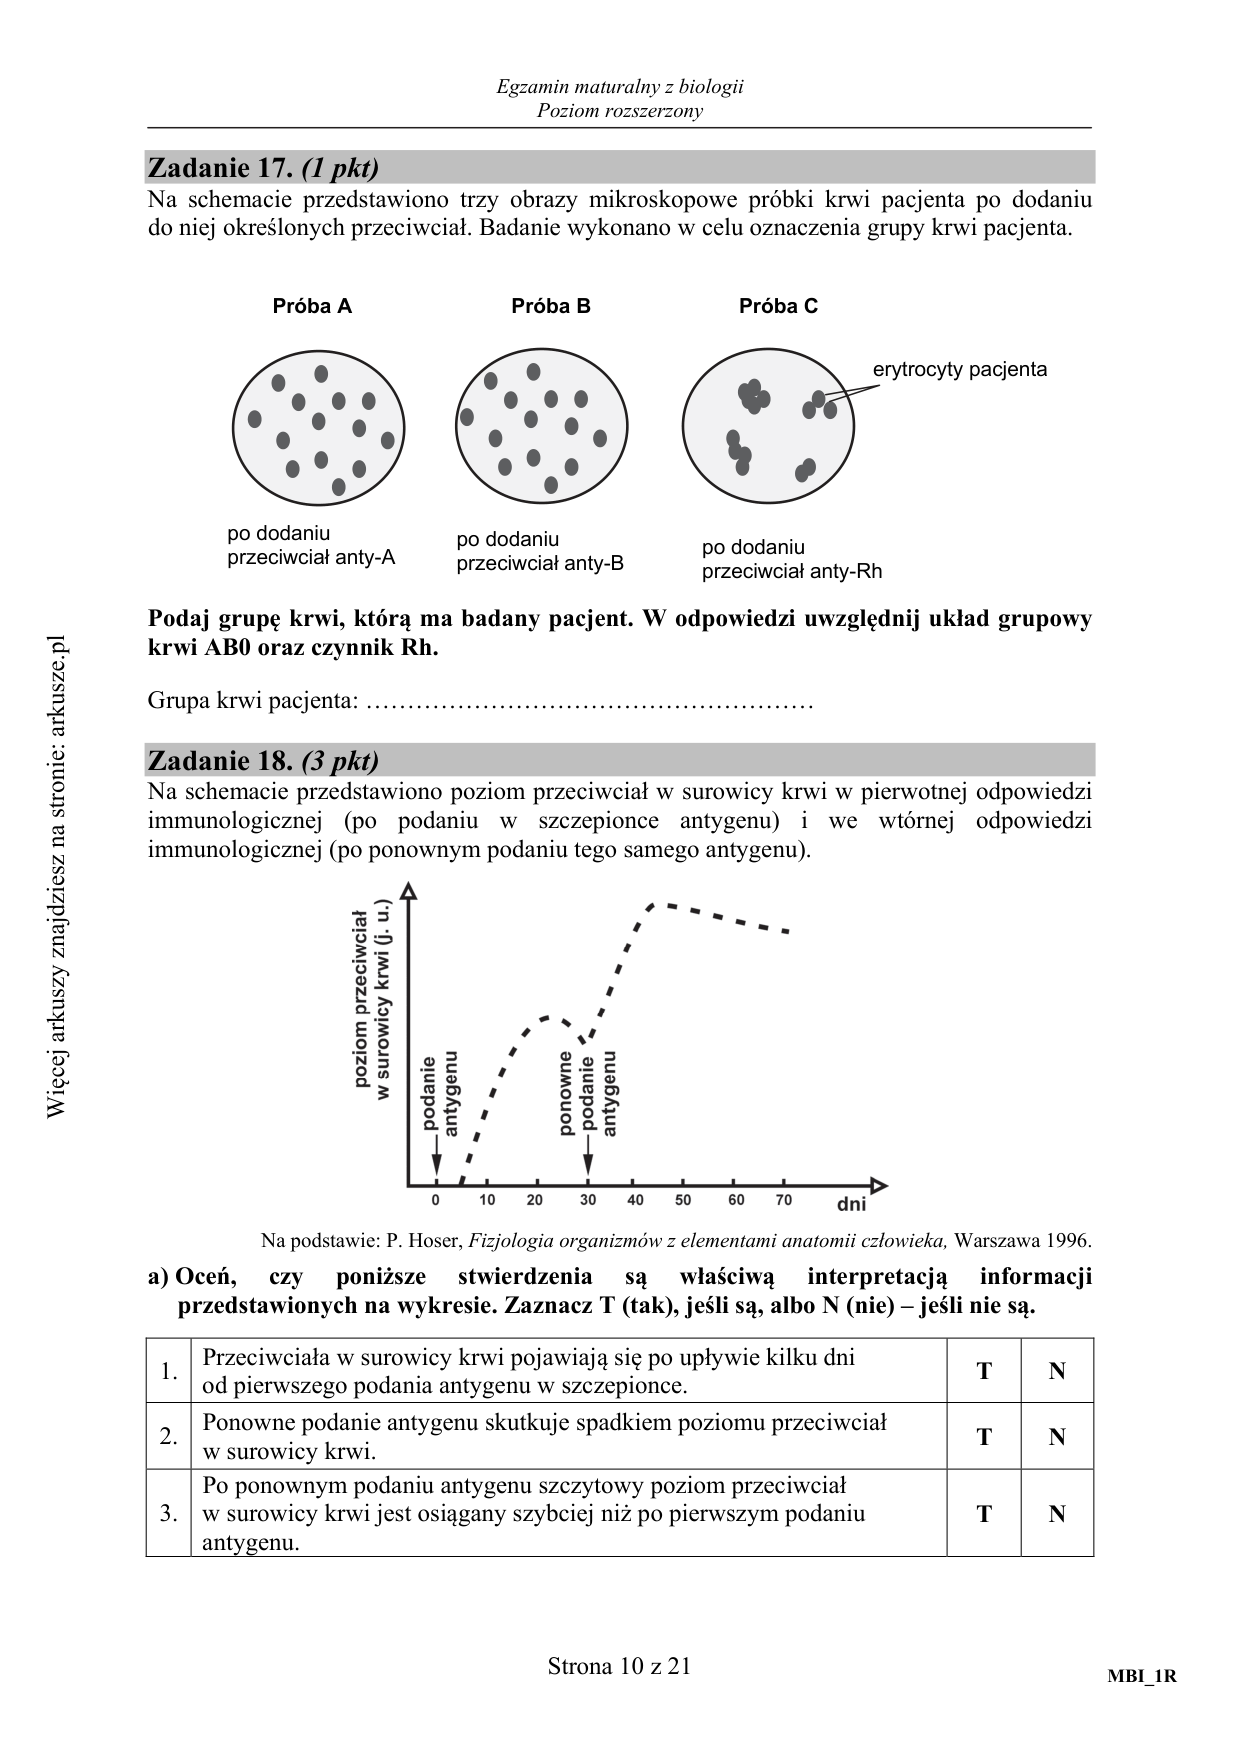 Egzamin maturalny z biologii
Poziom rozszerzony
Zadanie 17. (1 pkt)
Na schemacie przedstawiono trzy obrazy mikroskopowe próbki krwi pacjenta po dodaniu
do niej określonych przeciwciał. Badanie wykonano w celu oznaczenia grupy krwi pacjenta.
Próba A
Próba B
Próba C
erytrocyty pacjenta
po dodaniu
przeciwciał anty-A
po dodaniu
przeciwciał anty-B
po dodaniu
przeciwciał anty-Rh
Podaj grupę krwi, którą ma badany pacjent. W odpowiedzi uwzględnij układ grupowy
krwi AB0 oraz czynnik Rh.
Grupa krwi pacjenta: ………………………………………………
Zadanie 18. (3 pkt)
Na schemacie przedstawiono poziom przeciwciał w surowicy krwi w pierwotnej odpowiedzi
immunologicznej (po podaniu w szczepionce antygenu) i we wtórnej odpowiedzi
immunologicznej (po ponownym podaniu tego samego antygenu).
poziom przeciwciał
w surowicy krwi (j. u.)
podanie
antygenu
ponowne
podanie
antygenu
0 10 20 30 40 50 60 70 dni
Na podstawie: P. Hoser, Fizjologia organizmów z elementami anatomii człowieka, Warszawa 1996.
a) Oceń, czy poniższe stwierdzenia są właściwą interpretacją informacji
przedstawionych na wykresie. Zaznacz T (tak), jeśli są, albo N (nie) – jeśli nie są.
1. Przeciwciała w surowicy krwi pojawiają się po upływie kilku dni
od pierwszego podania antygenu w szczepionce. T N
2. Ponowne podanie antygenu skutkuje spadkiem poziomu przeciwciał
w surowicy krwi. T N
3. Po ponownym podaniu antygenu szczytowy poziom przeciwciał
w surowicy krwi jest osiągany szybciej niż po pierwszym podaniu
antygenu. T N
Strona 10 z 21
MBI_1R
Więcej arkuszy znajdziesz na stronie: arkusze.pl